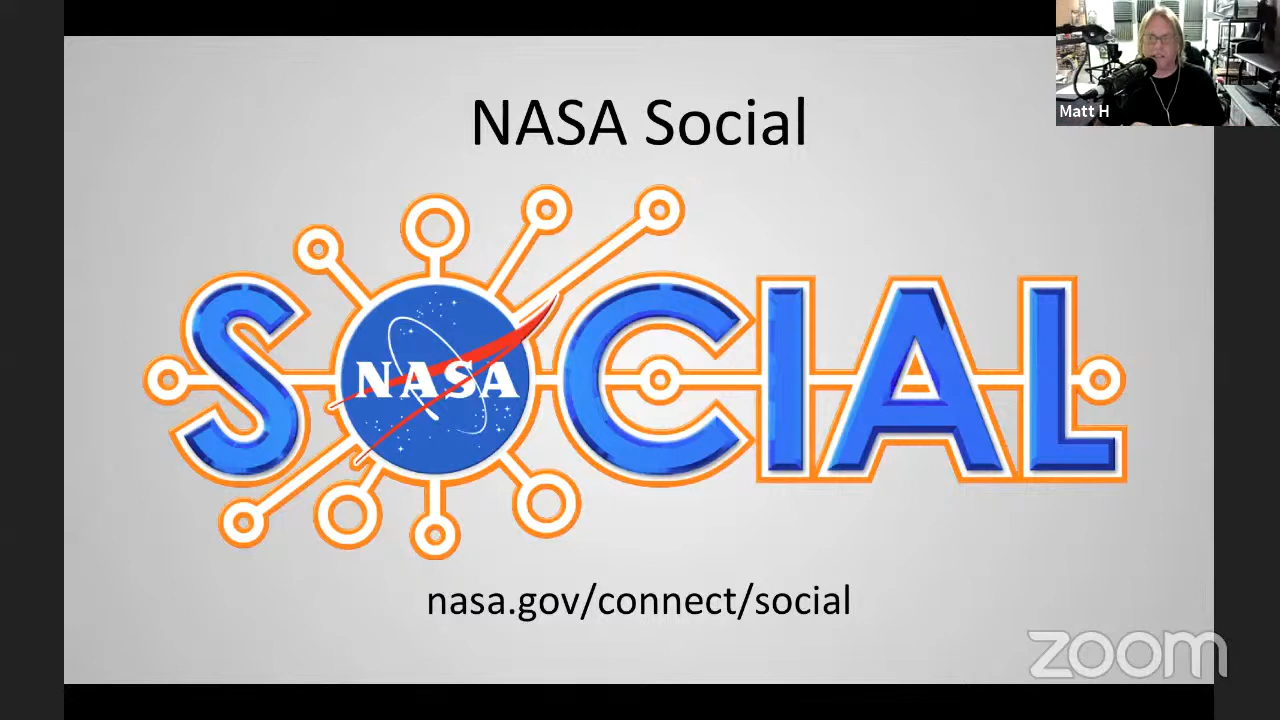 Matt H
NASA Social
SOCIAL
NASA
nasa.gov/connect/social
zoom